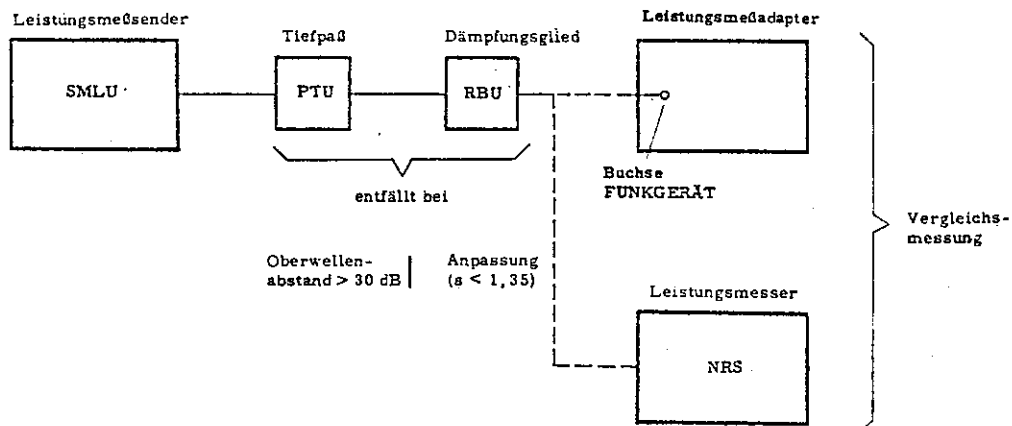 Leistungsmeßsender
SMLU
Tiefpaß
PTU
Dämpfungsglied
RBU
Leistungsmeßadapter
Buchse
FUNKGERÄT
entfällt bei
Oberwellen-
abstand > 30 dB
Anpassung
(s < 1,35)
Leistungsmesser
NRS
Vergleichs-
messung